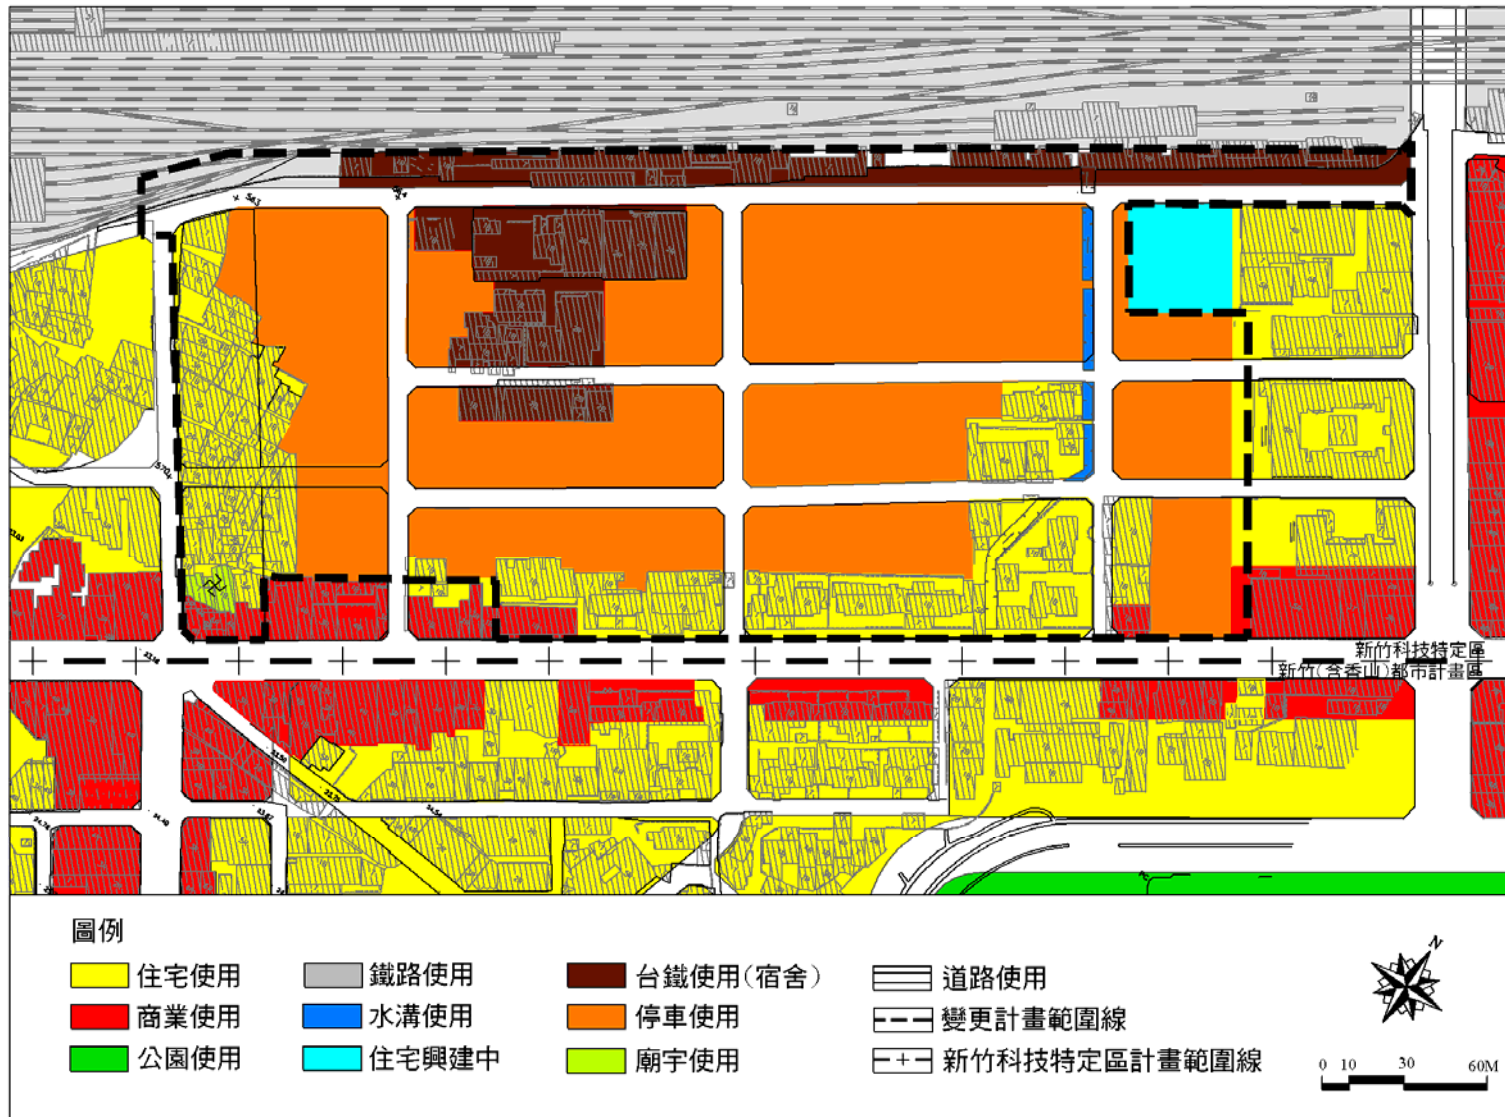 新竹科技特定區
新竹(含香山)都市計畫區
圖例
住宅使用
鐵路使用
台鐵使用(宿舍)
道路使用
商業使用
水溝使用
停車使用
變更計畫範圍線
公園使用
住宅興建中
廟宇使用
新竹科技特定區計畫範圍線
N
0 10 30 60M